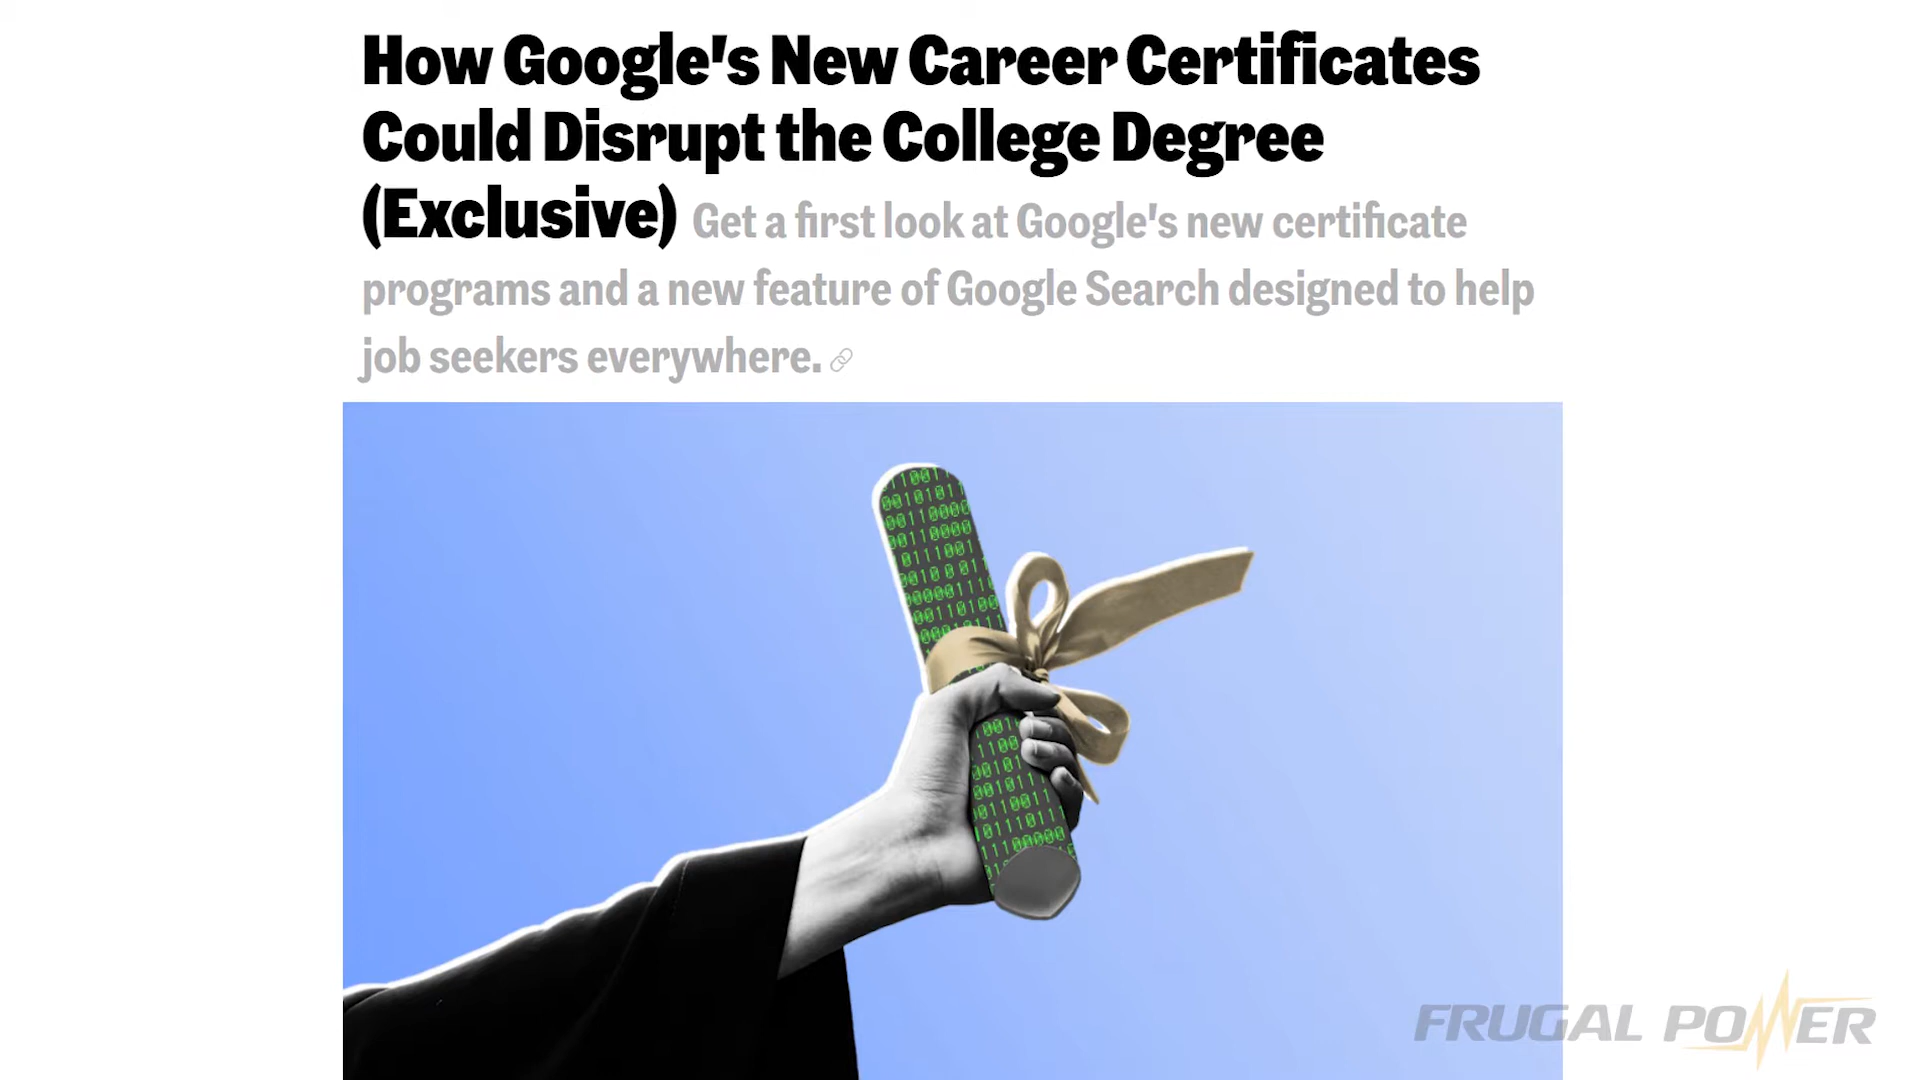 How Google's New Career Certificates
Could Disrupt the College Degree
(Exclusive) Get a first look at Google's new certificate
programs and a new feature of Google Search designed to help
job seekers everywhere.
FRUGAL POWER